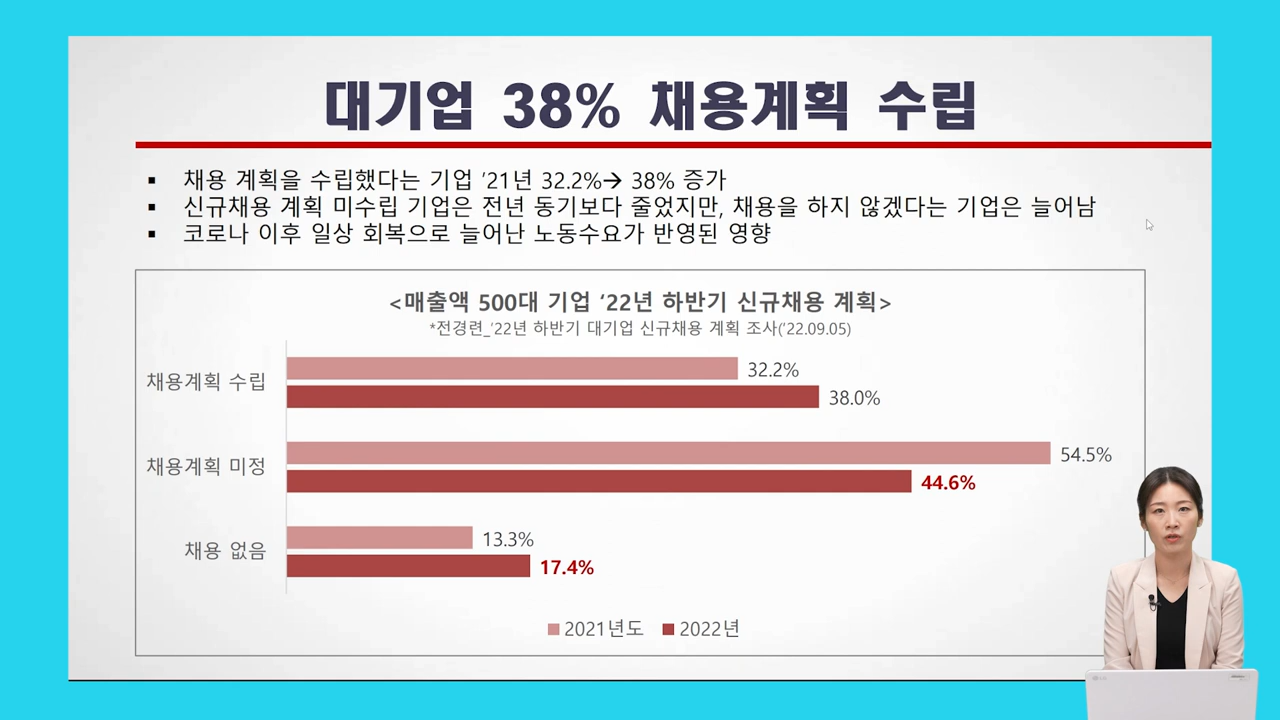 대기업 38% 채용계획 수립
▪ 채용 계획을 수립했다는 기업 ’21년 32.2%→ 38% 증가
▪ 신규채용 계획 미수립 기업은 전년 동기보다 줄었지만, 채용을 하지 않겠다는 기업은 늘어남
▪ 코로나 이후 일상 회복으로 늘어난 노동수요가 반영된 영향
<매출액 500대 기업 ‘22년 하반기 신규채용 계획>
*전경련_’22년 하반기 대기업 신규채용 계획 조사(’22.09.05)
채용계획 수립
32.2%
38.0%
채용계획 미정
54.5%
44.6%
채용 없음
13.3%
17.4%
2021년도 2022년